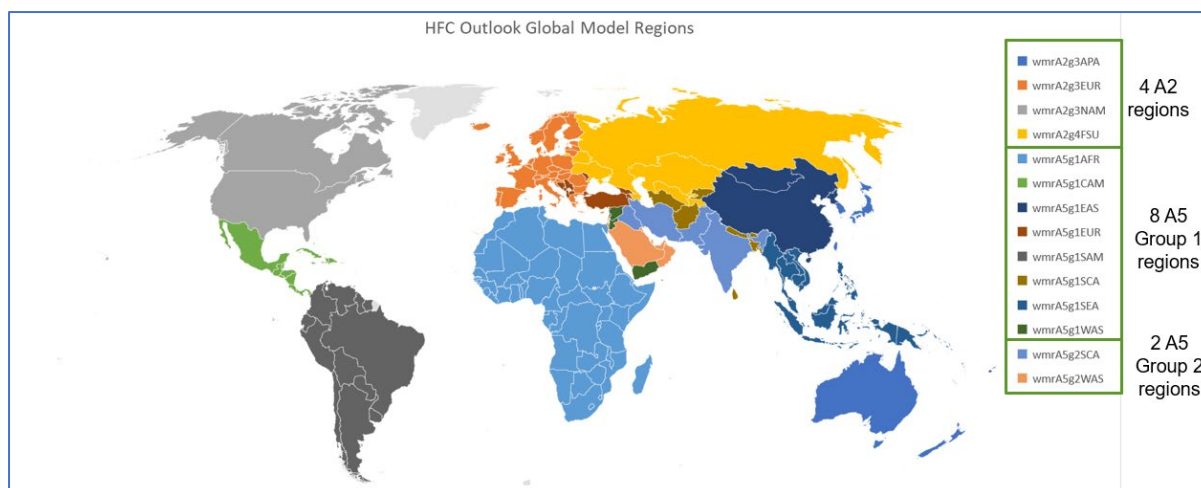 HFC Outlook Global Model Regions
wmrA2g3APA
wmrA2g3EUR
wmrA2g3NAM
wmrA2g4FSU
4 A2
regions
wmrA5g1AFR
wmrA5g1CAM
wmrA5g1EAS
wmrA5g1EUR
wmrA5g1SAM
wmrA5g1SCA
wmrA5g1SEA
wmrA5g1WAS
8 A5
Group 1
regions
wmrA5g2SCA
wmrA5g2WAS
2 A5
Group 2
regions